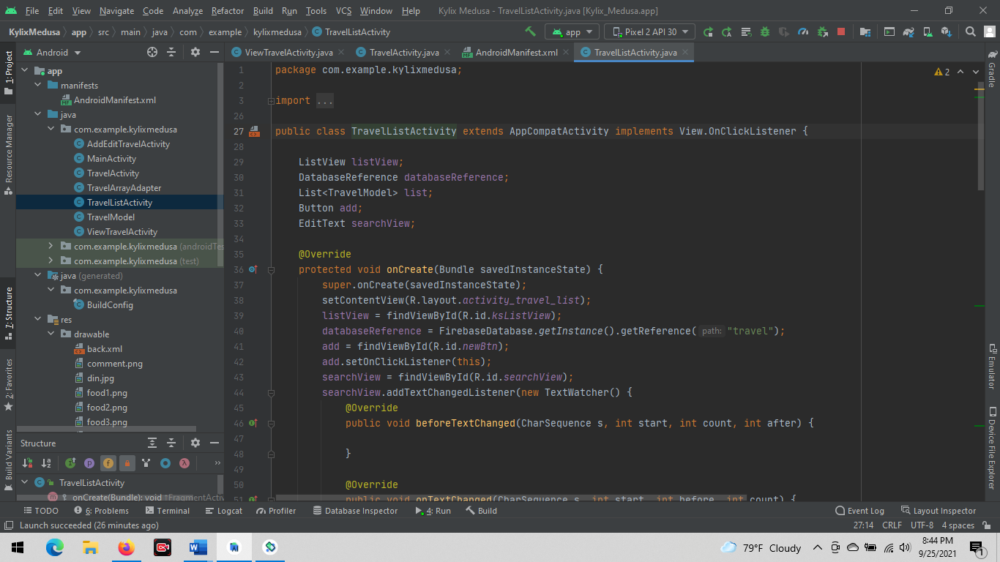 File Edit View Navigate Code Analyze Refactor Build Run Tools VCS Window Help Kylix Medusa - TravelListActivity.java [Kylix_Medusa.app]
KylixMedusa app src main java com example kylixmedusa TravelListActivity app Pixel 2 API 30
Android
ViewTravelActivity.java TravelActivity.java AndroidManifest.xml TravelListActivity.java
1: Project
Resource Manager
7: Structure
2: Favorites
Build Variants
app
manifests
AndroidManifest.xml
java
com.example.kylixmedusa
AddEditTravelActivity
MainActivity
TravelActivity
TravelArrayAdapter
TravelListActivity
TravelModel
ViewTravelActivity
com.example.kylixmedusa (androidTes
com.example.kylixmedusa (test)
java (generated)
com.example.kylixmedusa
BuildConfig
res
drawable
back.xml
comment.png
din.jpg
food1.png
food2.png
food3.png
Structure
TravelListActivity
onCreate(Bundle): void ↑FragmentActiv
2
1 package com.example.kylixmedusa;
2
3 import ...
26
27 public class TravelListActivity extends AppCompatActivity implements View.OnClickListener {
28
29 ListView listView;
30 DatabaseReference databaseReference;
31 List<TravelModel> list;
32 Button add;
33 EditText searchView;
34
35 @Override
36 protected void onCreate(Bundle savedInstanceState) {
37 super.onCreate(savedInstanceState);
38 setContentView(R.layout.activity_travel_list);
39 listView = findViewById(R.id.ksListView);
40 databaseReference = FirebaseDatabase.getInstance().getReference( path: "travel");
41 add = findViewById(R.id.newBtn);
42 add.setOnClickListener(this);
43 searchView = findViewById(R.id.searchView);
44 searchView.addTextChangedListener(new TextWatcher() {
45 @Override
46 public void beforeTextChanged(CharSequence s, int start, int count, int after) {
47
48 }
49
50 @Override
51 public void onTextChanged(CharSequence s, int start, int before, int count) {
Gradle
Emulator
Device File Explorer
TODO 6: Problems Terminal Logcat Profiler Database Inspector 4: Run Build Event Log Layout Inspector
Launch succeeded (26 minutes ago) 27:14 CRLF UTF-8 4 spaces
79°F Cloudy
8:44 PM
9/25/2021
1